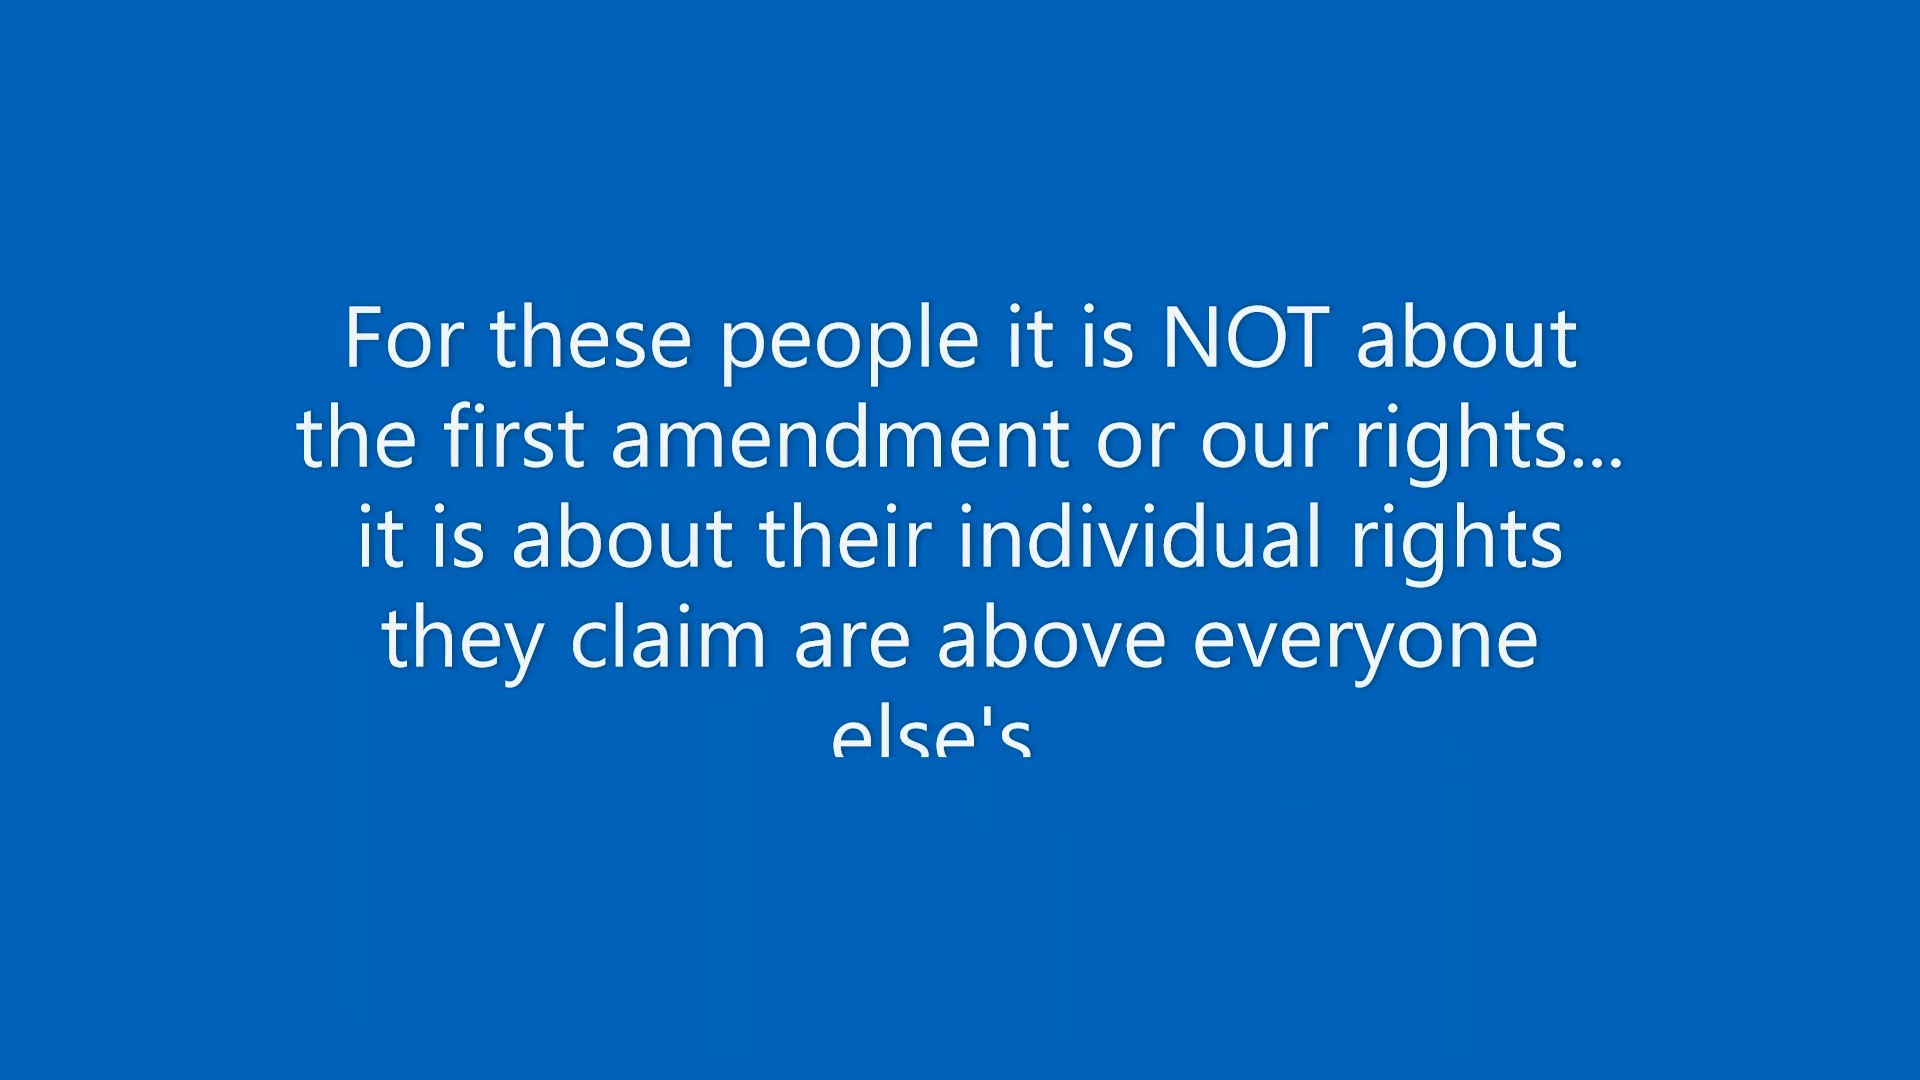 For these people it is NOT about
the first amendment or our rights...
it is about their individual rights
they claim are above everyone
else's